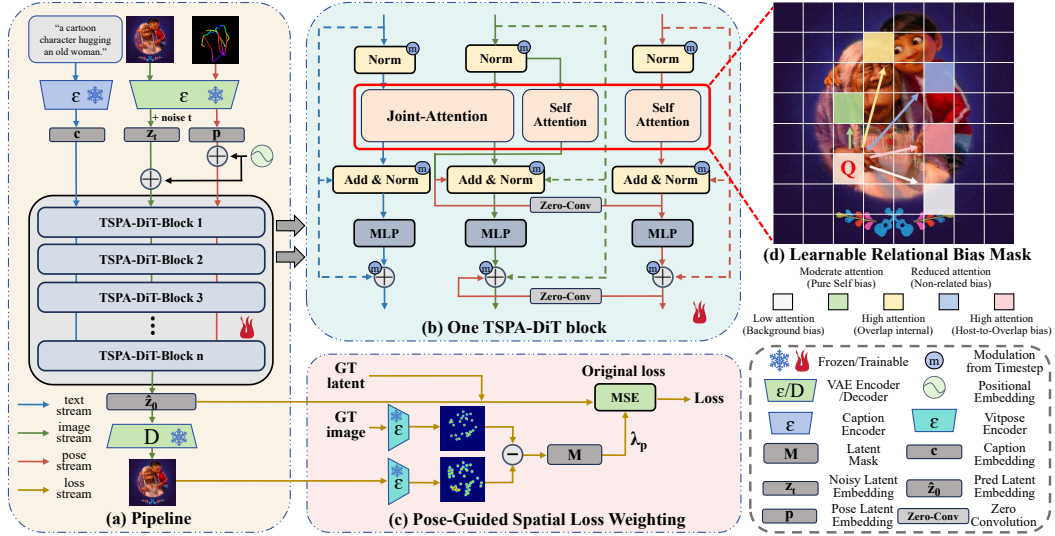 “a cartoon
character hugging
an old woman.”
ε
ε
+ noise t
c
z_t
p
TSPA-DiT-Block 1
TSPA-DiT-Block 2
TSPA-DiT-Block 3
TSPA-DiT-Block n
ẑ_0
D
text
stream
image
stream
pose
stream
loss
stream
(a) Pipeline
Norm
m
Norm
m
Norm
m
Joint-Attention
Self
Attention
Self
Attention
Add & Norm
m
Add & Norm
m
Add & Norm
m
Zero-Conv
MLP
MLP
MLP
m
m
m
Zero-Conv
(b) One TSPA-DiT block
GT
latent
GT
image
ε
ε
M
λ_p
Original loss
MSE
Loss
(c) Pose-Guided Spatial Loss Weighting
Q
(d) Learnable Relational Bias Mask
Moderate attention
(Pure Self bias)
Reduced attention
(Non-related bias)
Low attention
(Background bias)
High attention
(Overlap internal)
High attention
(Host-to-Overlap bias)
Frozen/Trainable
m
Modulation
from Timestep
ε/D
VAE Encoder
/Decoder
Positional
Embedding
ε
Caption
Encoder
ε
Vitpose
Encoder
M
Latent
Mask
c
Caption
Embedding
z_t
Noisy Latent
Embedding
ẑ_0
Pred Latent
Embedding
p
Pose Latent
Embedding
Zero-Conv
Zero
Convolution